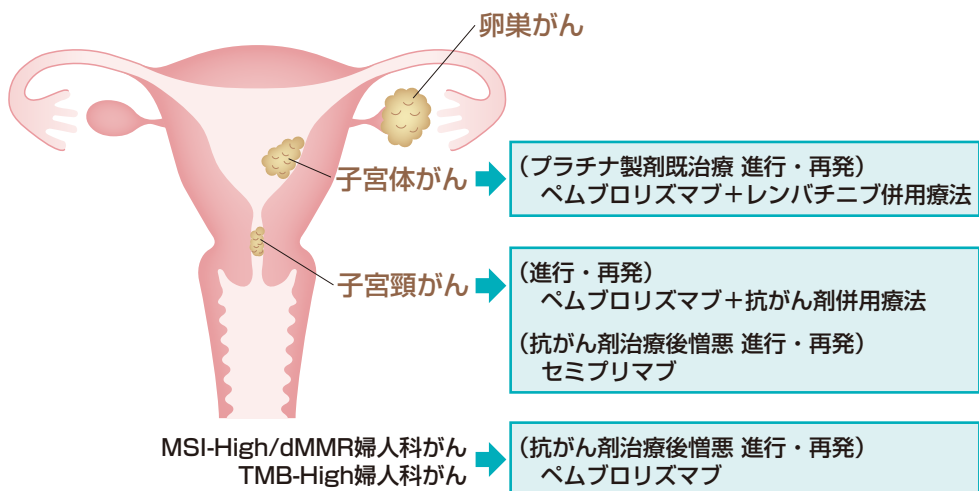 卵巣がん
子宮体がん
(プラチナ製剤既治療 進行・再発)
ペムブロリズマブ+レンバチニブ併用療法
子宮頸がん
(進行・再発)
ペムブロリズマブ+抗がん剤併用療法
(抗がん剤治療後憎悪 進行・再発)
セミプリマブ
MSI-High/dMMR婦人科がん
TMB-High婦人科がん
(抗がん剤治療後憎悪 進行・再発)
ペムブロリズマブ